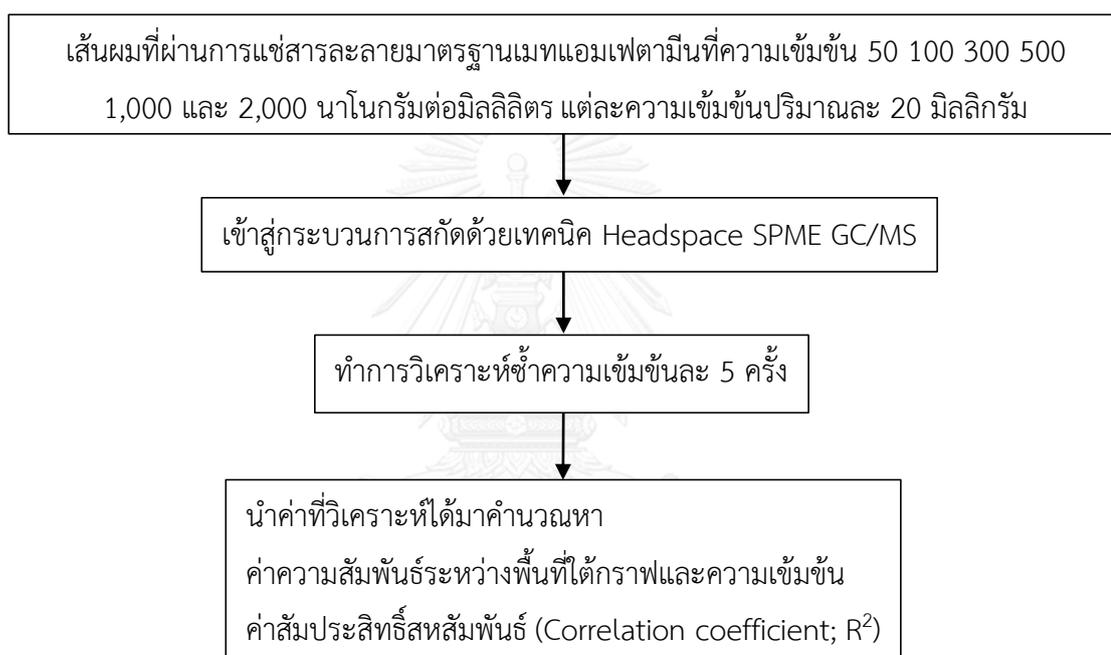 เส้นผมที่ผ่านการแช่สารละลายมาตรฐานเมทแอมเฟตามีนที่ความเข้มข้น 50 100 300 500
1,000 และ 2,000 นาโนกรัมต่อมิลลิลิตร แต่ละความเข้มข้นปริมาณละ 20 มิลลิกรัม
เข้าสู่กระบวนการสกัดด้วยเทคนิค Headspace SPME GC/MS
ทำการวิเคราะห์ซ้ำความเข้มข้นละ 5 ครั้ง
นำค่าที่วิเคราะห์ได้มาคำนวณหา
ค่าความสัมพันธ์ระหว่างพื้นที่ใต้กราฟและความเข้มข้น
ค่าสัมประสิทธิ์สหสัมพันธ์ (Correlation coefficient; R²)